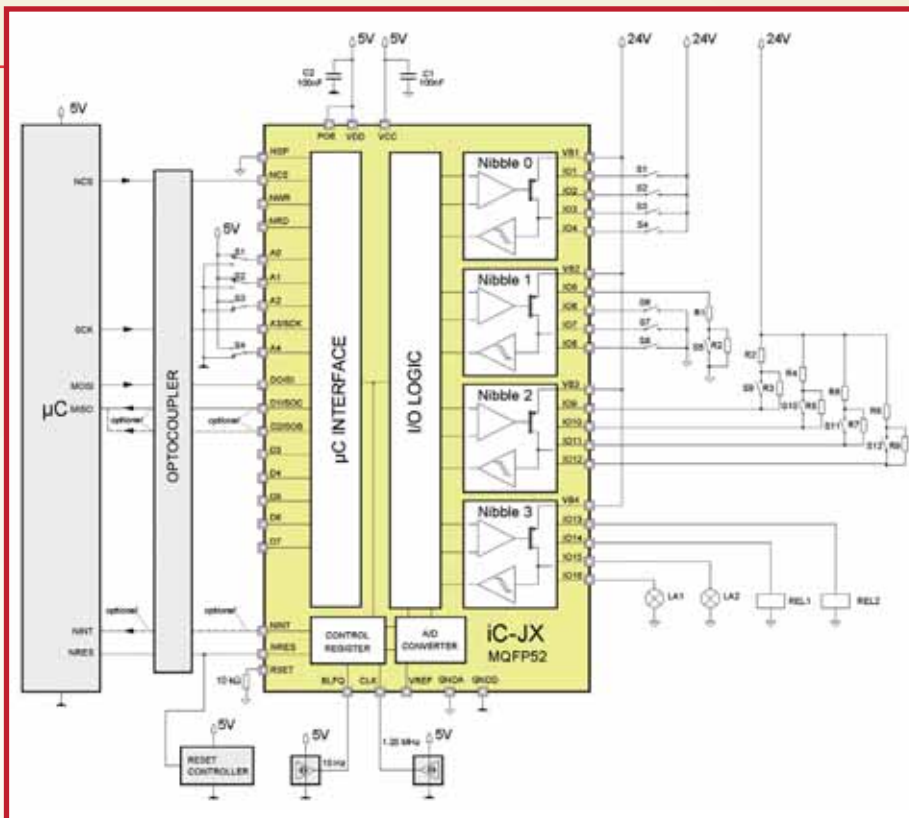 5V
5V
24V
24V
24V
C2
100nF
C1
100nF
5V
POR
VDD
VCC
NCS
SCK
MOSI
MISO
µC
NINT
NRES
optional
optional
OPTOCOUPLER
5V
S1
S2
S3
S4
optional
optional
NCS
NWR
NRD
A0
A1
A2
A3/SCK
A4
D0/SI
D1/SOC
D2/SOB
D3
D4
D5
D6
D7
NINT
NRES
RSET
10 kΩ
µC INTERFACE
I/O LOGIC
Nibble 0
Nibble 1
Nibble 2
Nibble 3
VB1
IO1
IO2
IO3
IO4
VB2
IO5
IO6
IO7
IO8
VB3
IO9
IO10
IO11
IO12
VB4
IO13
IO14
IO15
IO16
S1
S2
S3
S4
S6
S7
S8
R1
S5
R2
R4
S9
R3
S10
R5
S11
R7
S12
R9
LA1
LA2
REL1
REL2
CONTROL
REGISTER
A/D
CONVERTER
iC-JX
MQFP52
BLFQ
CLK
VREF
GNDA
GNDD
5V
RESET
CONTROLLER
5V
10 Hz
1.25 MHz
5V